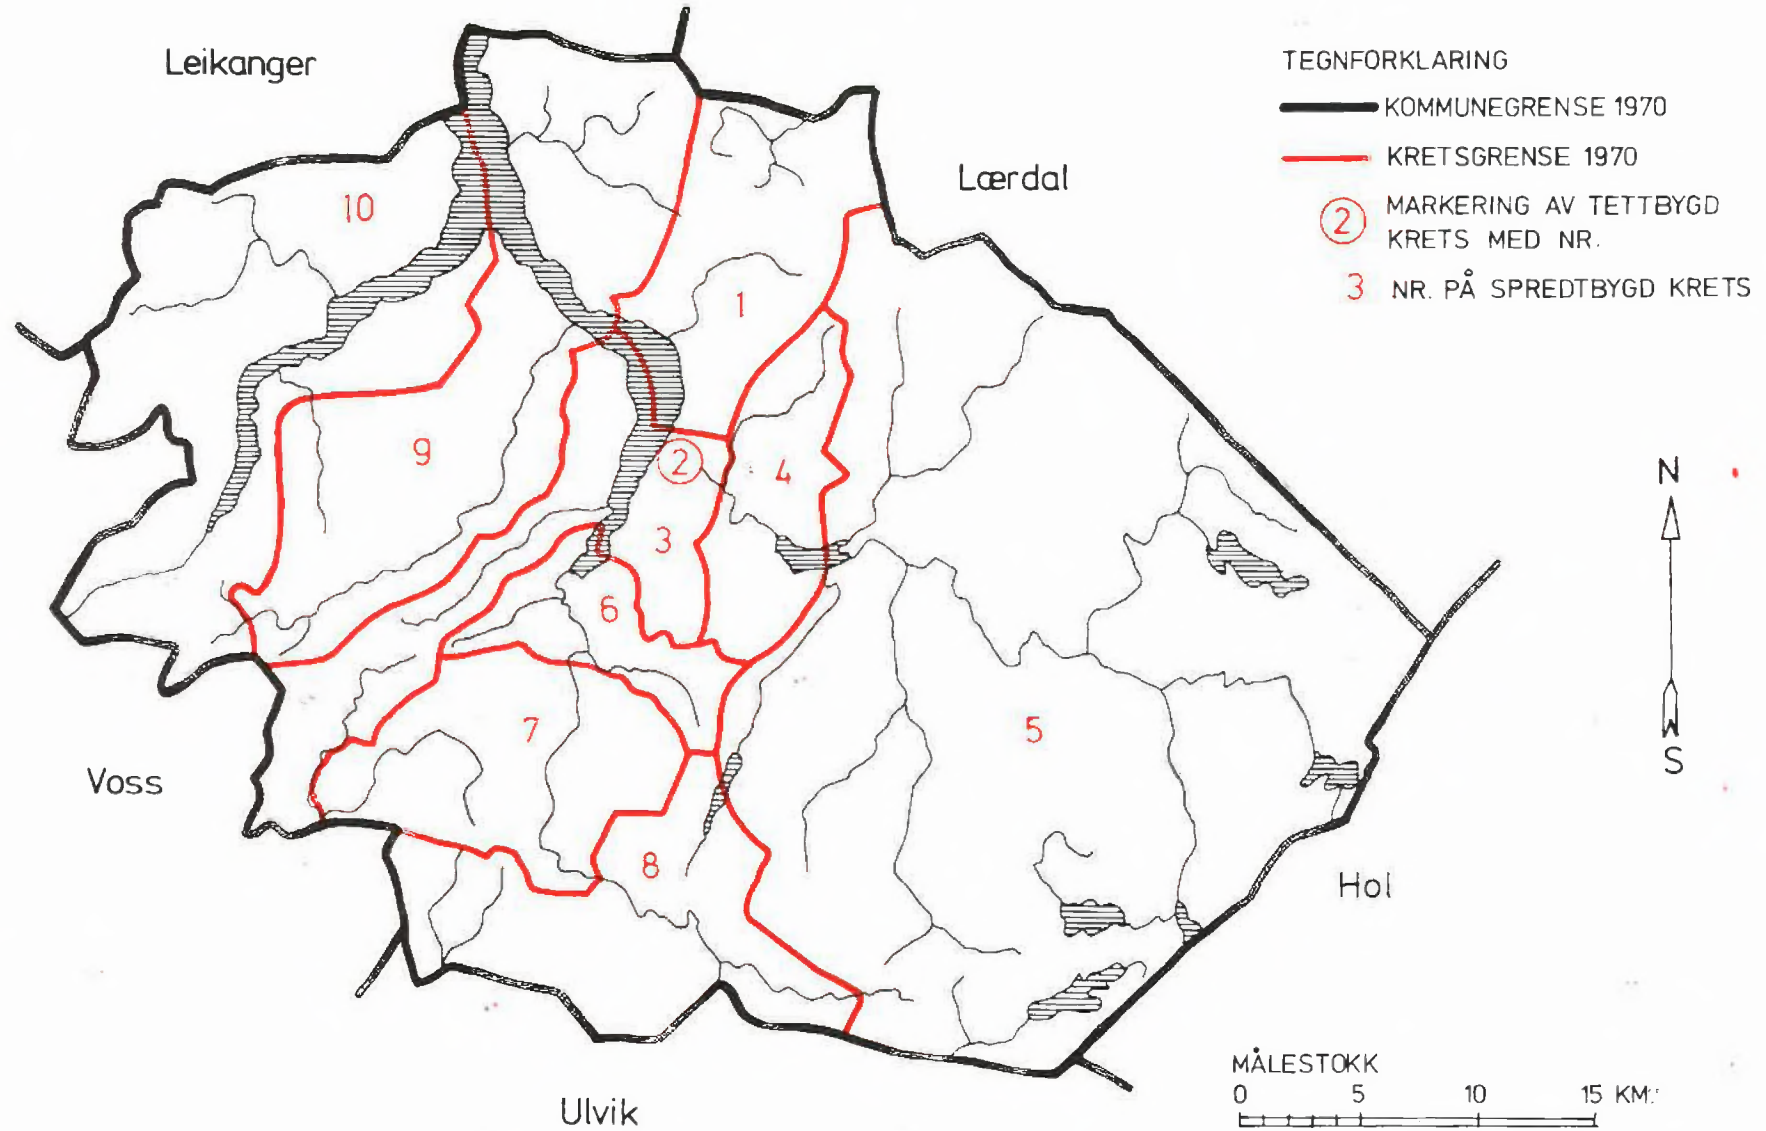 Leikanger
TEGNFORKLARING
KOMMUNEGRENSE 1970
KRETSGRENSE 1970
2 MARKERING AV TETTBYGD
KRETS MED NR.
3 NR. PÅ SPREDTBYGD KRETS
Lærdal
10
1
9
2
4
3
6
7
5
8
N
S
Voss
Hol
Ulvik
MÅLESTOKK
0 5 10 15 KM.